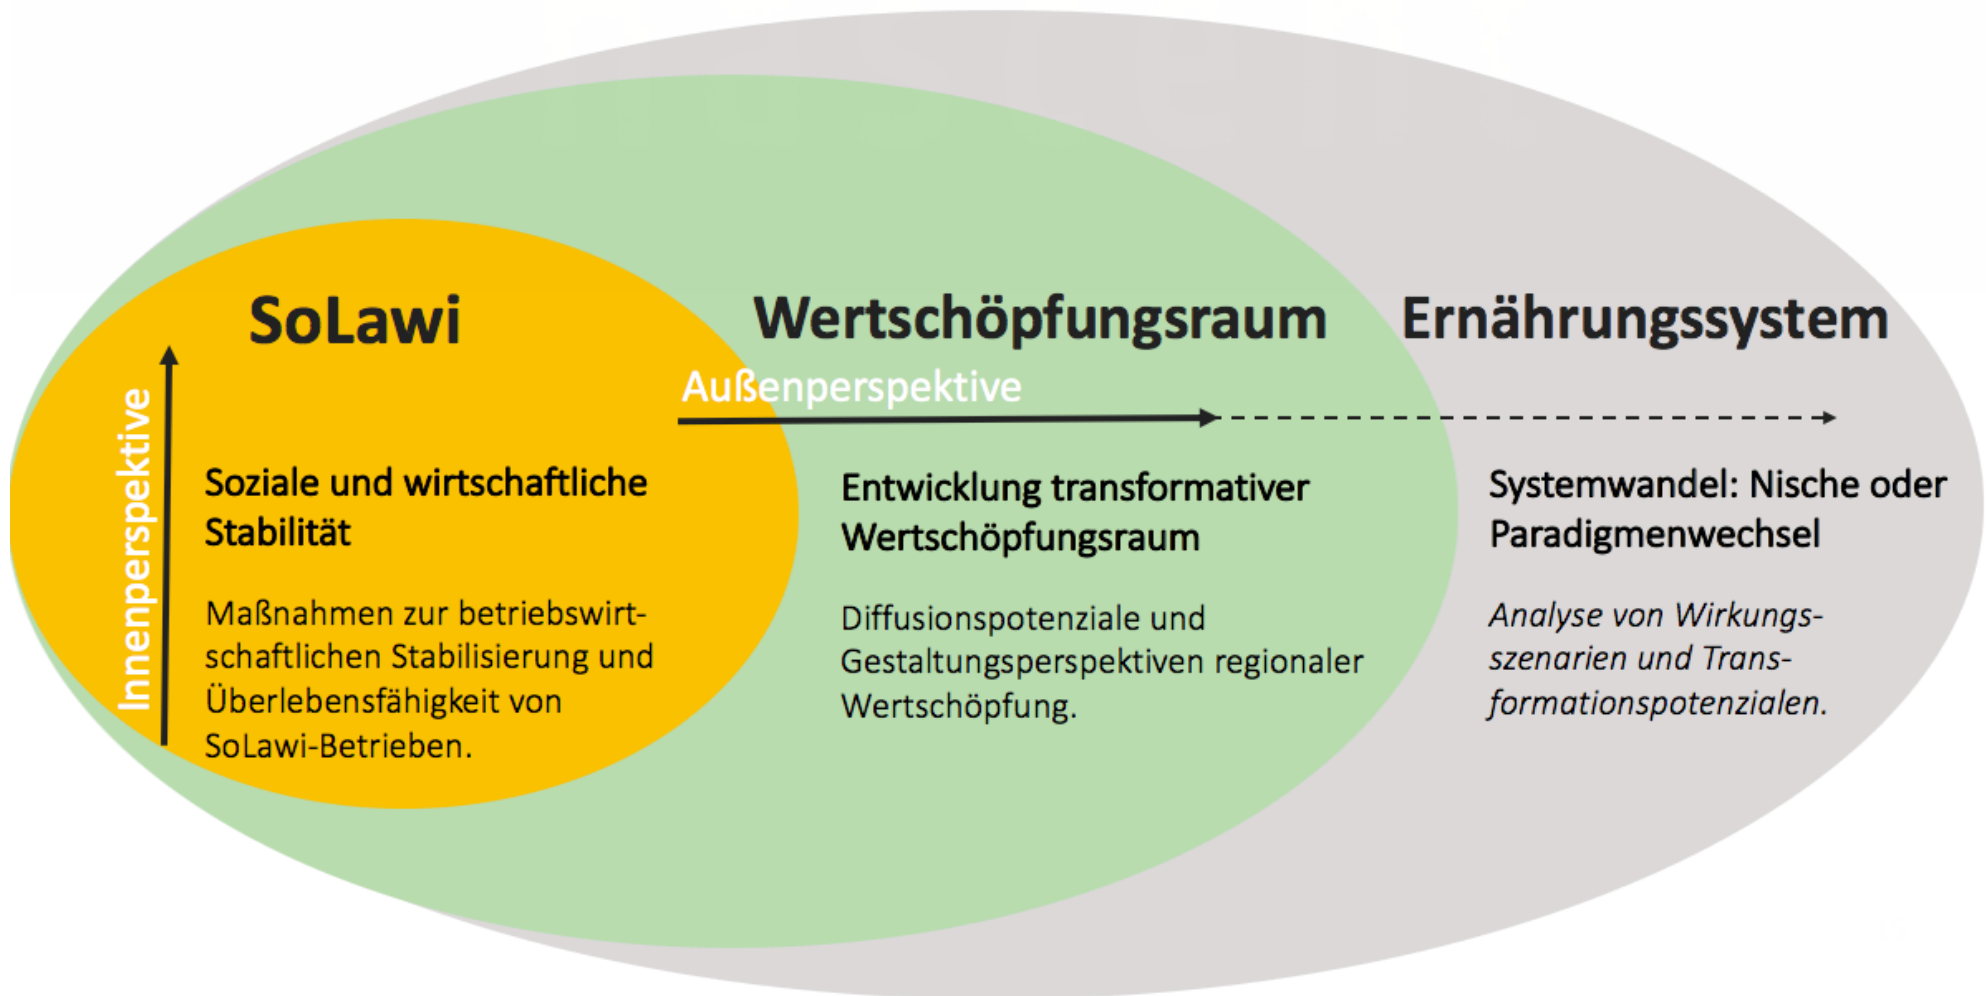 SoLawi
Innenperspektive
Soziale und wirtschaftliche
Stabilität
Maßnahmen zur betriebswirt-
schaftlichen Stabilisierung und
Überlebensfähigkeit von
SoLawi-Betrieben.
Wertschöpfungsraum
Außenperspektive
Entwicklung transformativer
Wertschöpfungsraum
Diffusionspotenziale und
Gestaltungsperspektiven regionaler
Wertschöpfung.
Ernährungssystem
Systemwandel: Nische oder
Paradigmenwechsel
Analyse von Wirkungs-
szenarien und Trans-
formationspotenzialen.